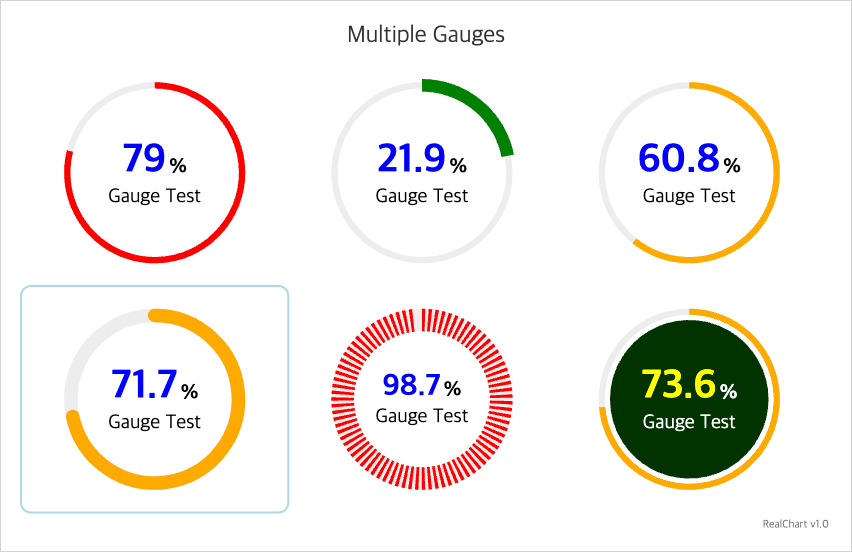 Multiple Gauges
79 %
Gauge Test
21.9 %
Gauge Test
60.8 %
Gauge Test
71.7 %
Gauge Test
98.7 %
Gauge Test
73.6 %
Gauge Test
RealChart v1.0